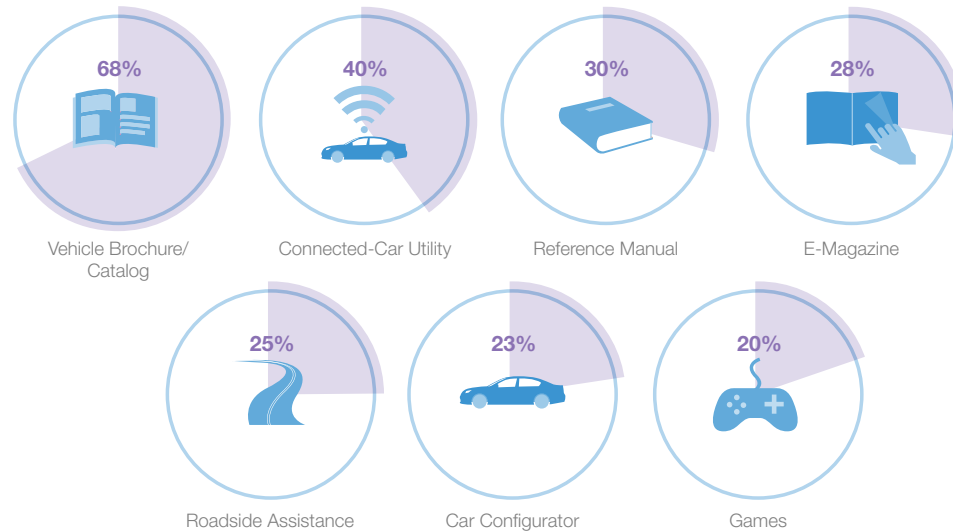 68%
40%
30%
28%
Vehicle Brochure/
Catalog
Connected-Car Utility
Reference Manual
E-Magazine
25%
23%
20%
Roadside Assistance
Car Configurator
Games